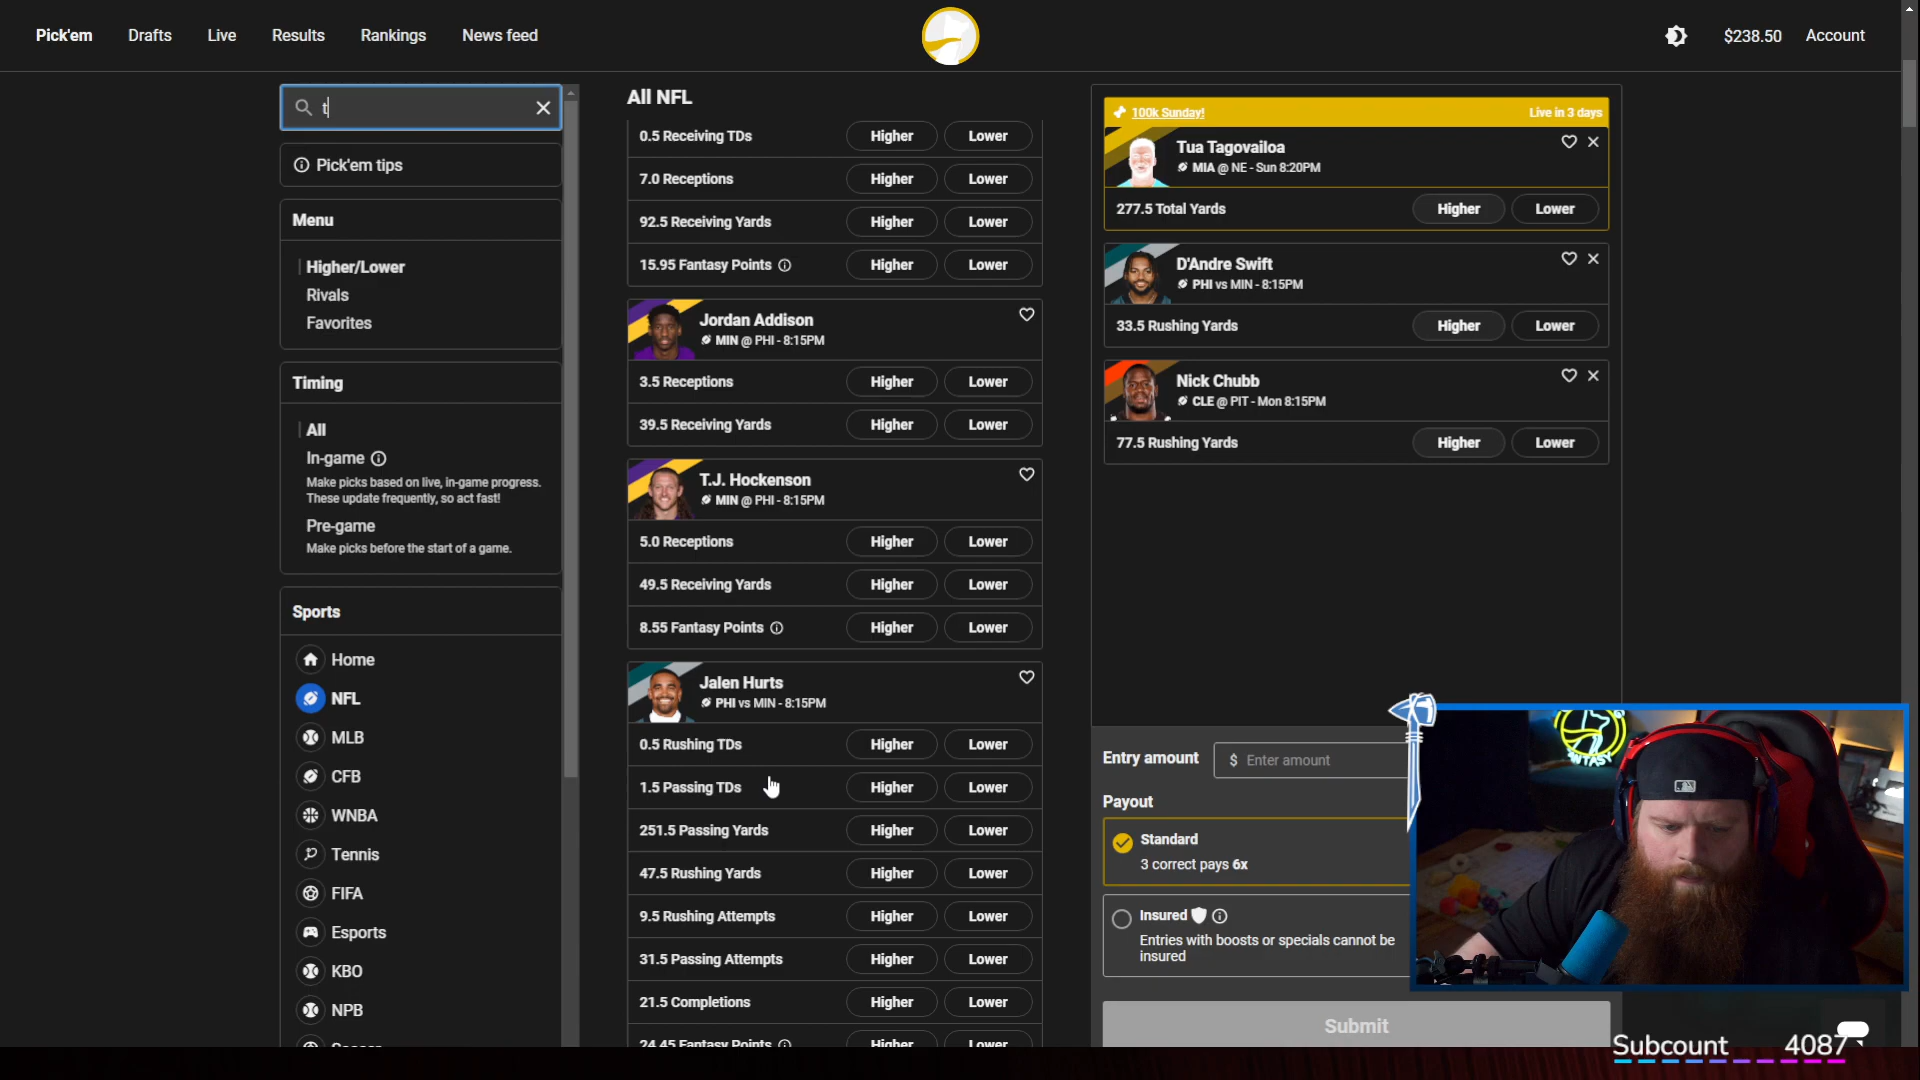 Pick'em
Drafts
Live
Results
Rankings
News feed
$238.50
Account
t
Pick'em tips
Menu
Higher/Lower
Rivals
Favorites
Timing
All
In-game
Make picks based on live, in-game progress.
These update frequently, so act fast!
Pre-game
Make picks before the start of a game.
Sports
Home
NFL
MLB
CFB
WNBA
Tennis
FIFA
Esports
KBO
NPB
All NFL
0.5 Receiving TDs Higher Lower
7.0 Receptions Higher Lower
92.5 Receiving Yards Higher Lower
15.95 Fantasy Points Higher Lower
Jordan Addison
MIN @ PHI - 8:15PM
3.5 Receptions Higher Lower
39.5 Receiving Yards Higher Lower
T.J. Hockenson
MIN @ PHI - 8:15PM
5.0 Receptions Higher Lower
49.5 Receiving Yards Higher Lower
8.55 Fantasy Points Higher Lower
Jalen Hurts
PHI vs MIN - 8:15PM
0.5 Rushing TDs Higher Lower
1.5 Passing TDs Higher Lower
251.5 Passing Yards Higher Lower
47.5 Rushing Yards Higher Lower
9.5 Rushing Attempts Higher Lower
31.5 Passing Attempts Higher Lower
21.5 Completions Higher Lower
24.45 Fantasy Points Higher Lower
100k Sunday! Live in 3 days
Tua Tagovailoa
MIA @ NE - Sun 8:20PM
277.5 Total Yards Higher Lower
D'Andre Swift
PHI vs MIN - 8:15PM
33.5 Rushing Yards Higher Lower
Nick Chubb
CLE @ PIT - Mon 8:15PM
77.5 Rushing Yards Higher Lower
Entry amount $ Enter amount
Payout
Standard
3 correct pays 6x
Insured
Entries with boosts or specials cannot be
insured
Submit
Subcount 4087